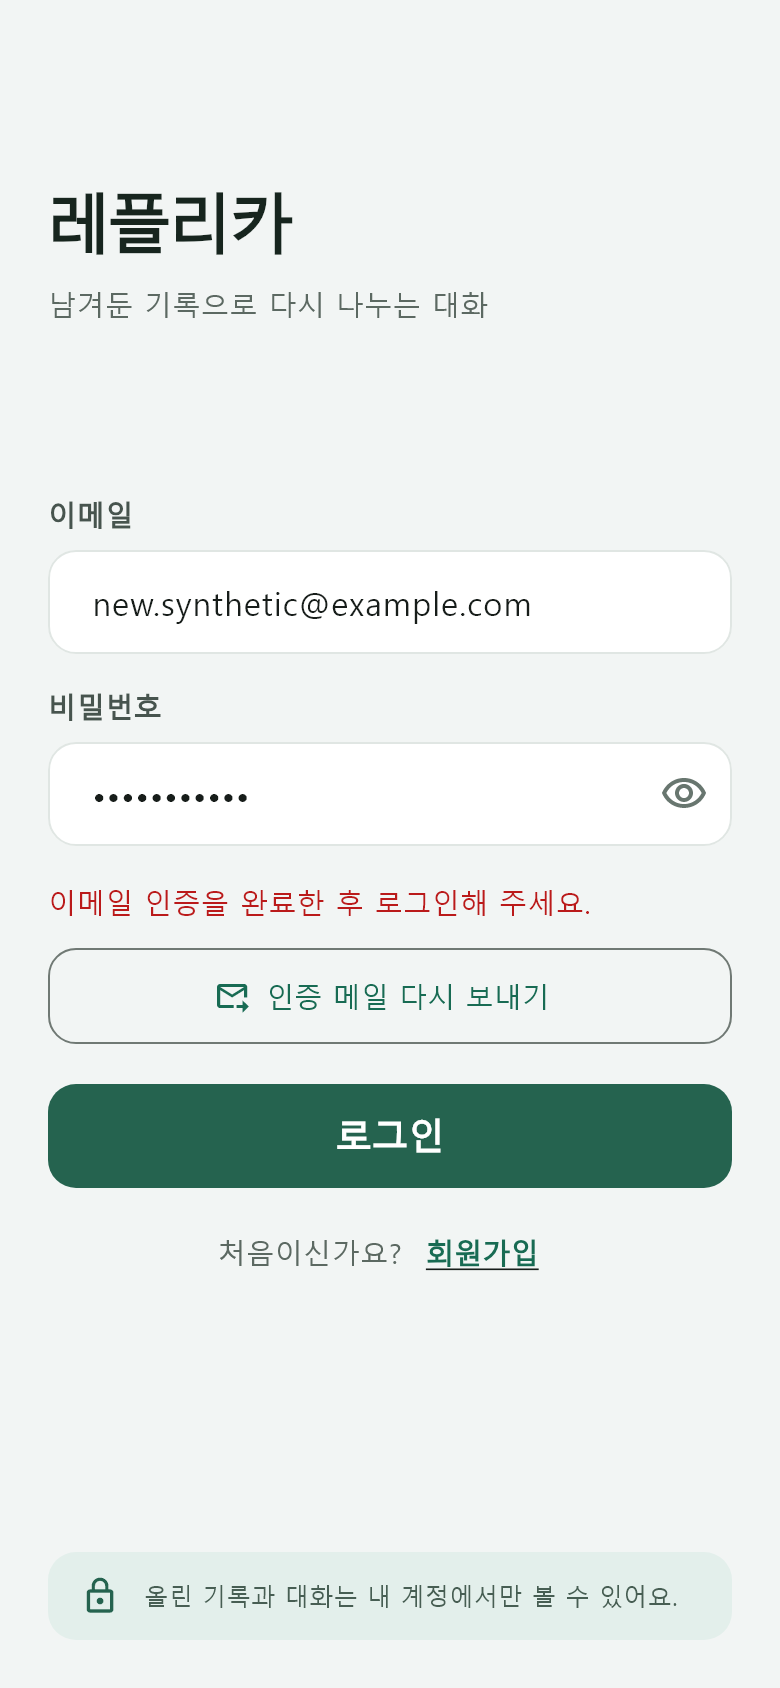 레플리카
남겨둔 기록으로 다시 나누는 대화
이메일
new.synthetic@example.com
비밀번호
•••••••••••
이메일 인증을 완료한 후 로그인해 주세요.
인증 메일 다시 보내기
로그인
처음이신가요? 회원가입
올린 기록과 대화는 내 계정에서만 볼 수 있어요.